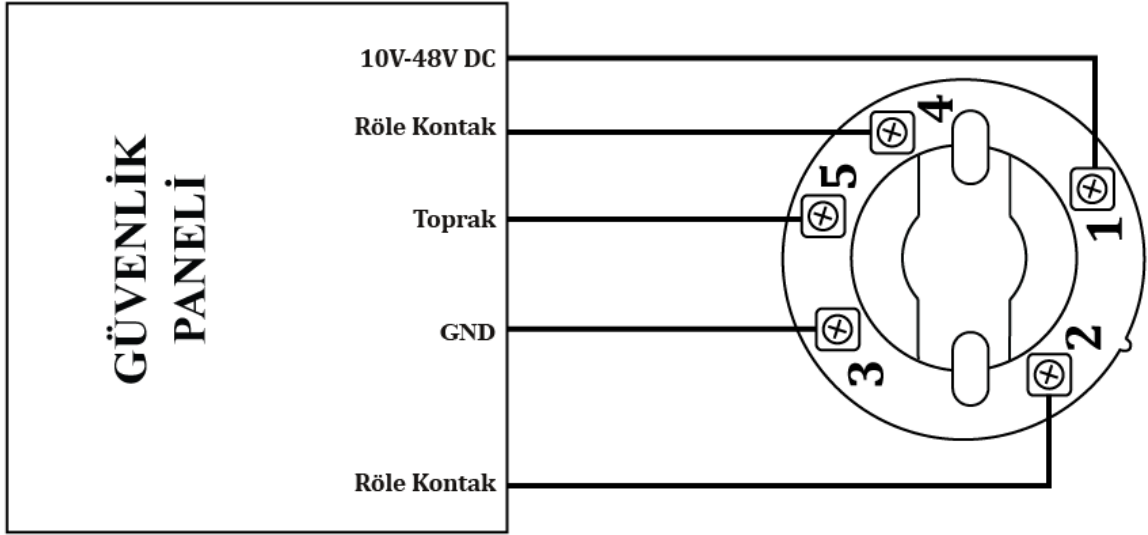 GÜVENLİK
PANELİ
10V-48V DC
Röle Kontak
Toprak
GND
Röle Kontak
4
5
1
3
2